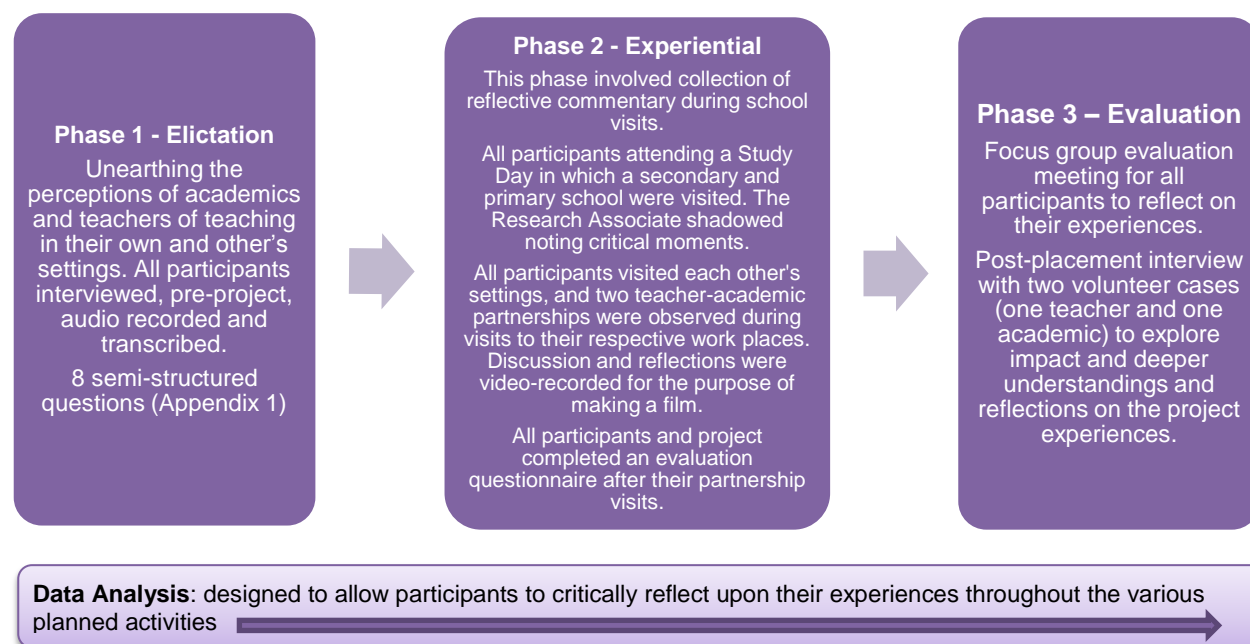 Phase 1 - Elictation
Unearthing the
perceptions of academics
and teachers of teaching
in their own and other's
settings. All participants
interviewed, pre-project,
audio recorded and
transcribed.
8 semi-structured
questions (Appendix 1)
Phase 2 - Experiential
This phase involved collection of
reflective commentary during school
visits.
All participants attending a Study
Day in which a secondary and
primary school were visited. The
Research Associate shadowed
noting critical moments.
All participants visited each other's
settings, and two teacher-academic
partnerships were observed during
visits to their respective work places.
Discussion and reflections were
video-recorded for the purpose of
making a film.
All participants and project
completed an evaluation
questionnaire after their partnership
visits.
Phase 3 – Evaluation
Focus group evaluation
meeting for all
participants to reflect on
their experiences.
Post-placement interview
with two volunteer cases
(one teacher and one
academic) to explore
impact and deeper
understandings and
reflections on the project
experiences.
Data Analysis: designed to allow participants to critically reflect upon their experiences throughout the various
planned activities